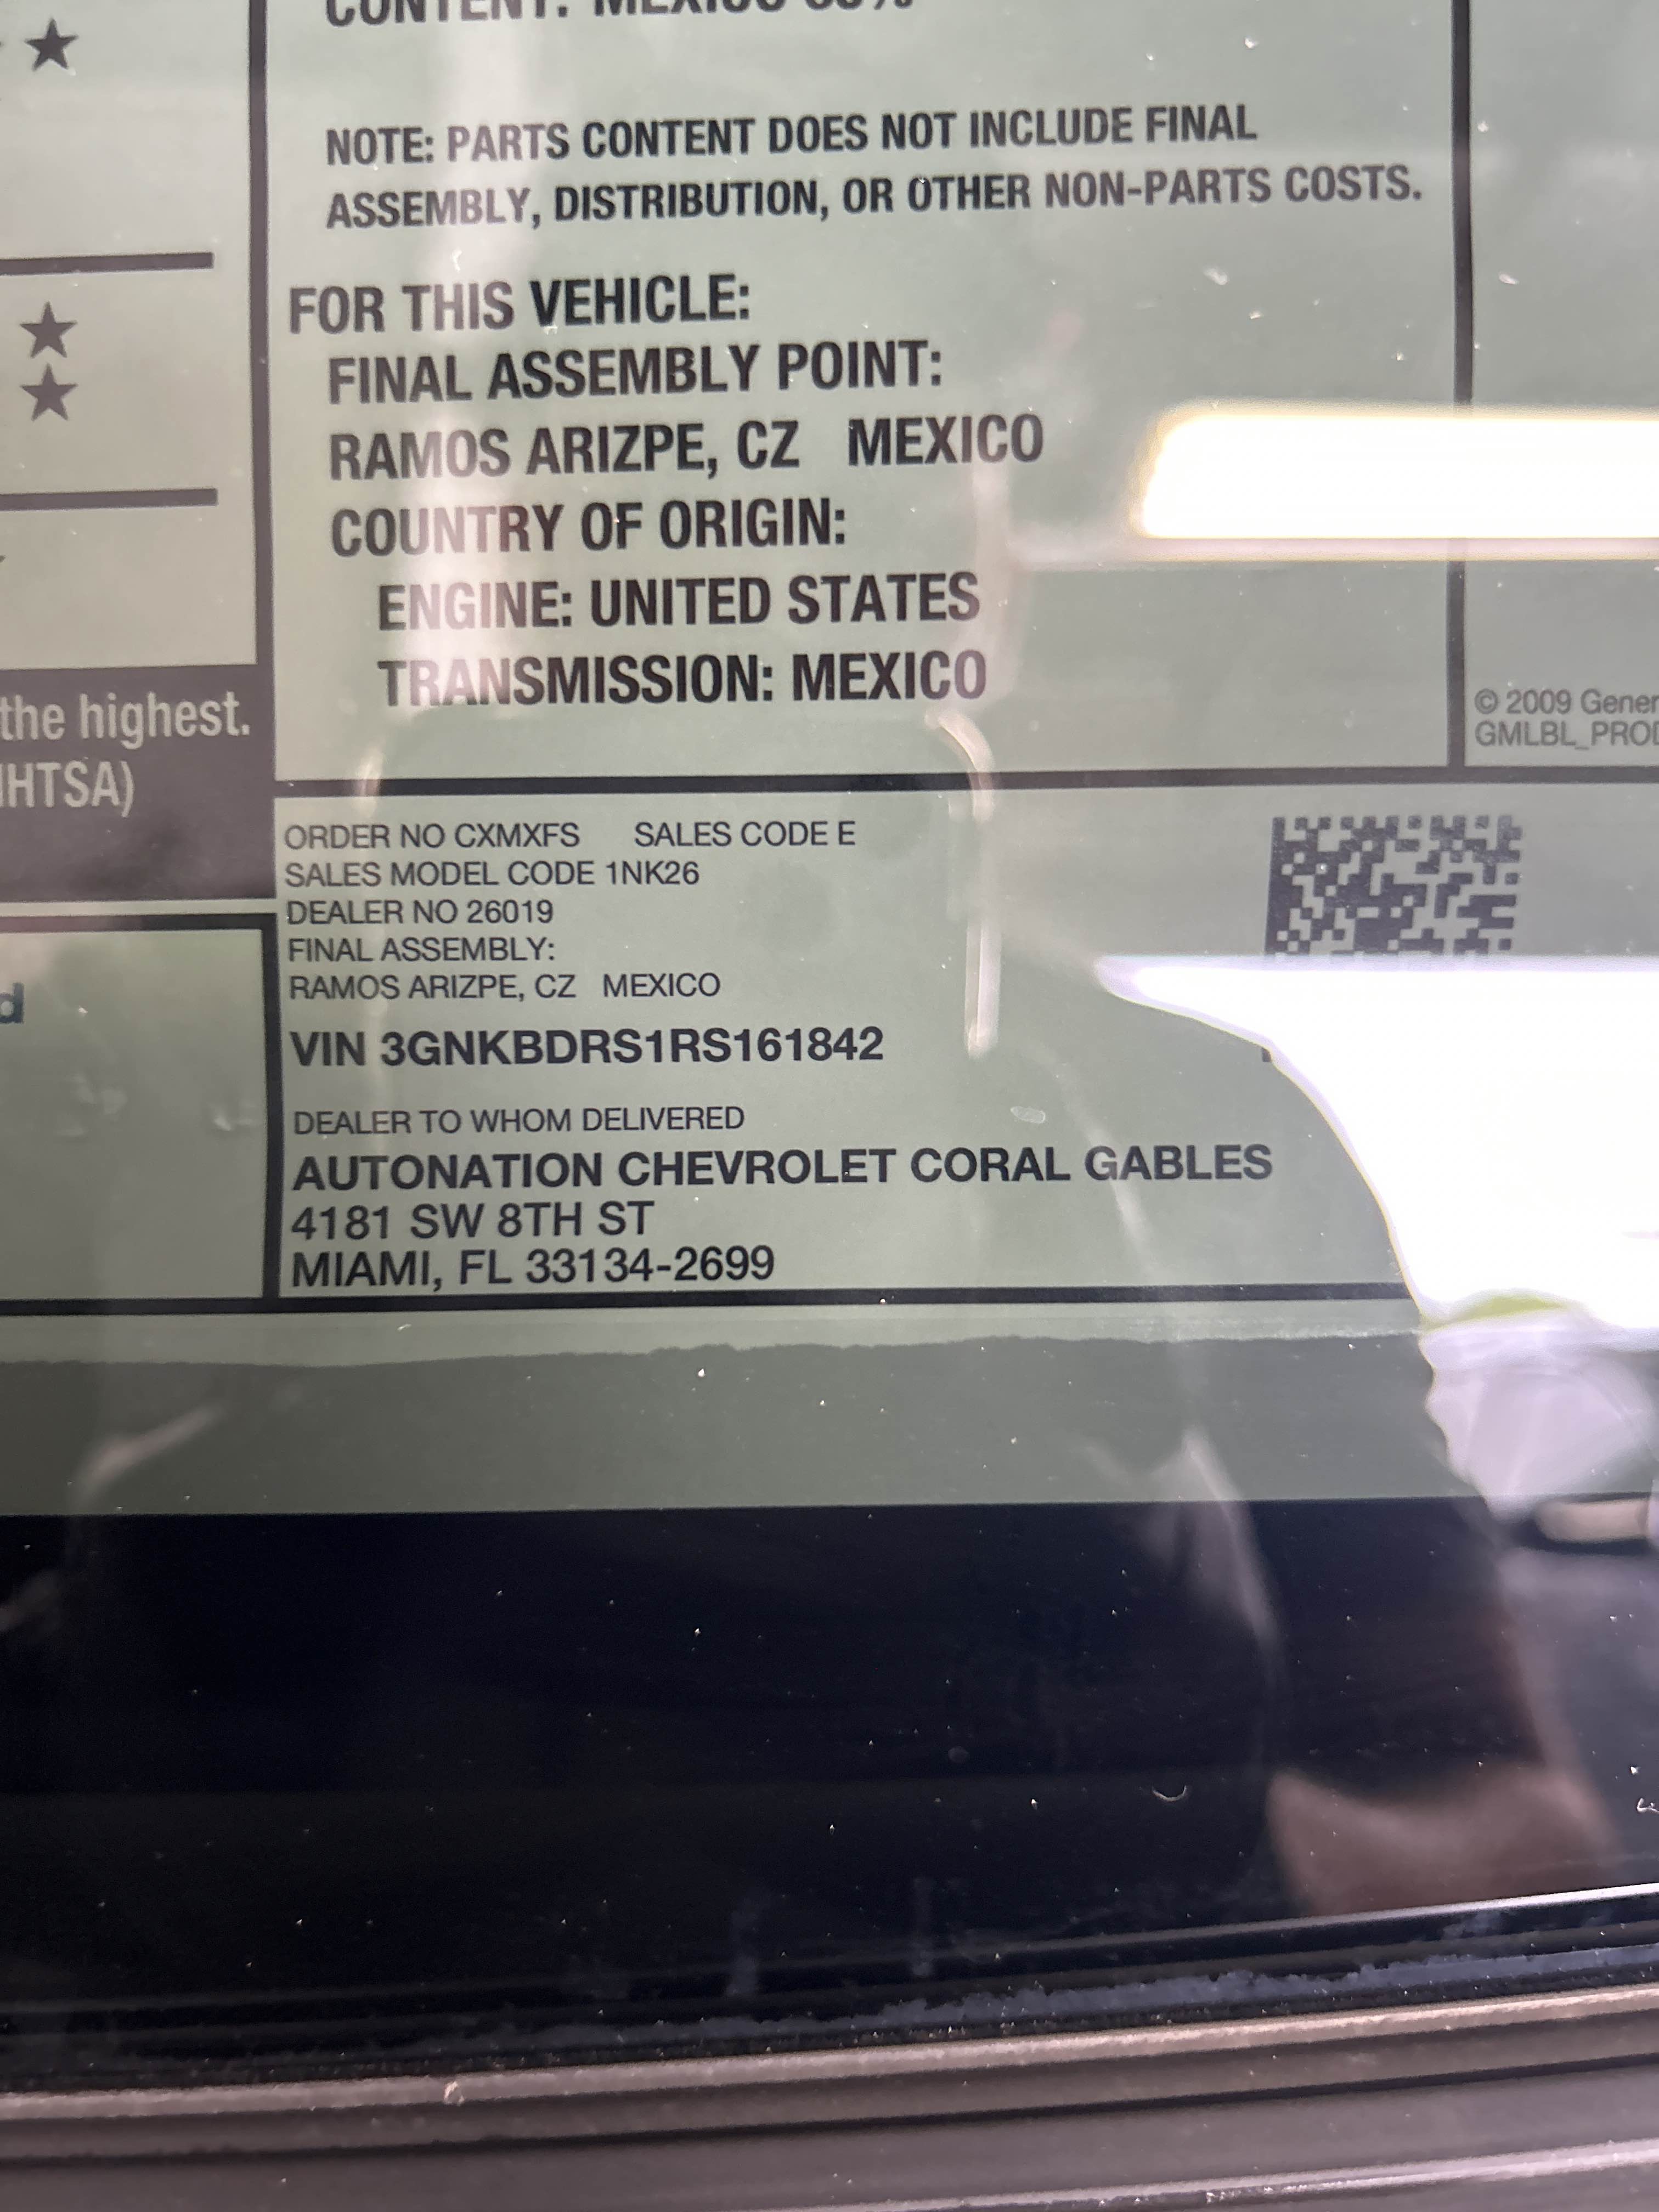 CONTENT: MEXICO
NOTE: PARTS CONTENT DOES NOT INCLUDE FINAL
ASSEMBLY, DISTRIBUTION, OR OTHER NON-PARTS COSTS.
FOR THIS VEHICLE:
FINAL ASSEMBLY POINT:
RAMOS ARIZPE, CZ MEXICO
COUNTRY OF ORIGIN:
ENGINE: UNITED STATES
TRANSMISSION: MEXICO
the highest.
HTSA)
© 2009 Gener
GMLBL_PROD
ORDER NO CXMXFS SALES CODE E
SALES MODEL CODE 1NK26
DEALER NO 26019
FINAL ASSEMBLY:
RAMOS ARIZPE, CZ MEXICO
d
VIN 3GNKBDRS1RS161842
DEALER TO WHOM DELIVERED
AUTONATION CHEVROLET CORAL GABLES
4181 SW 8TH ST
MIAMI, FL 33134-2699